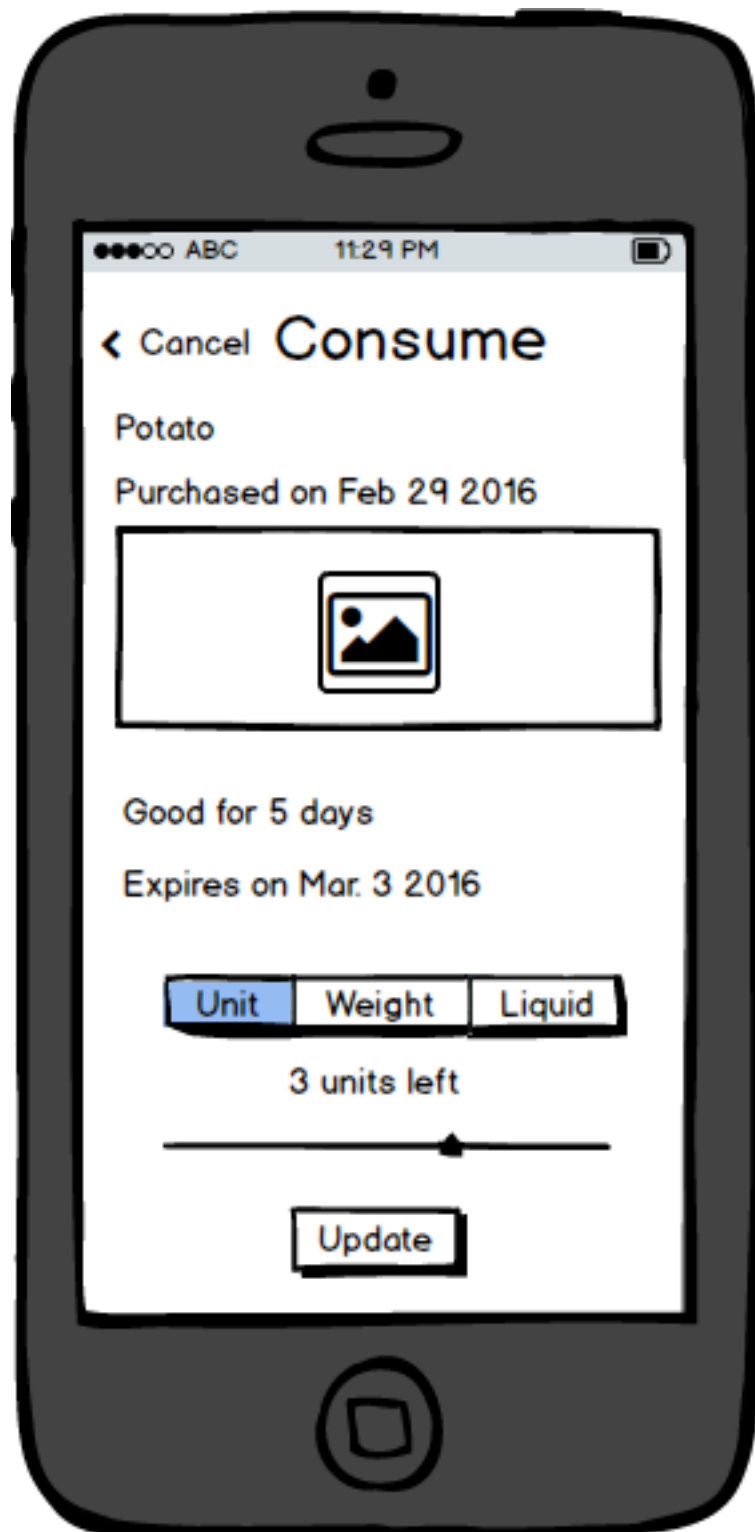 ABC 11:29 PM
Cancel Consume
Potato
Purchased on Feb 29 2016
Good for 5 days
Expires on Mar. 3 2016
Unit Weight Liquid
3 units left
Update